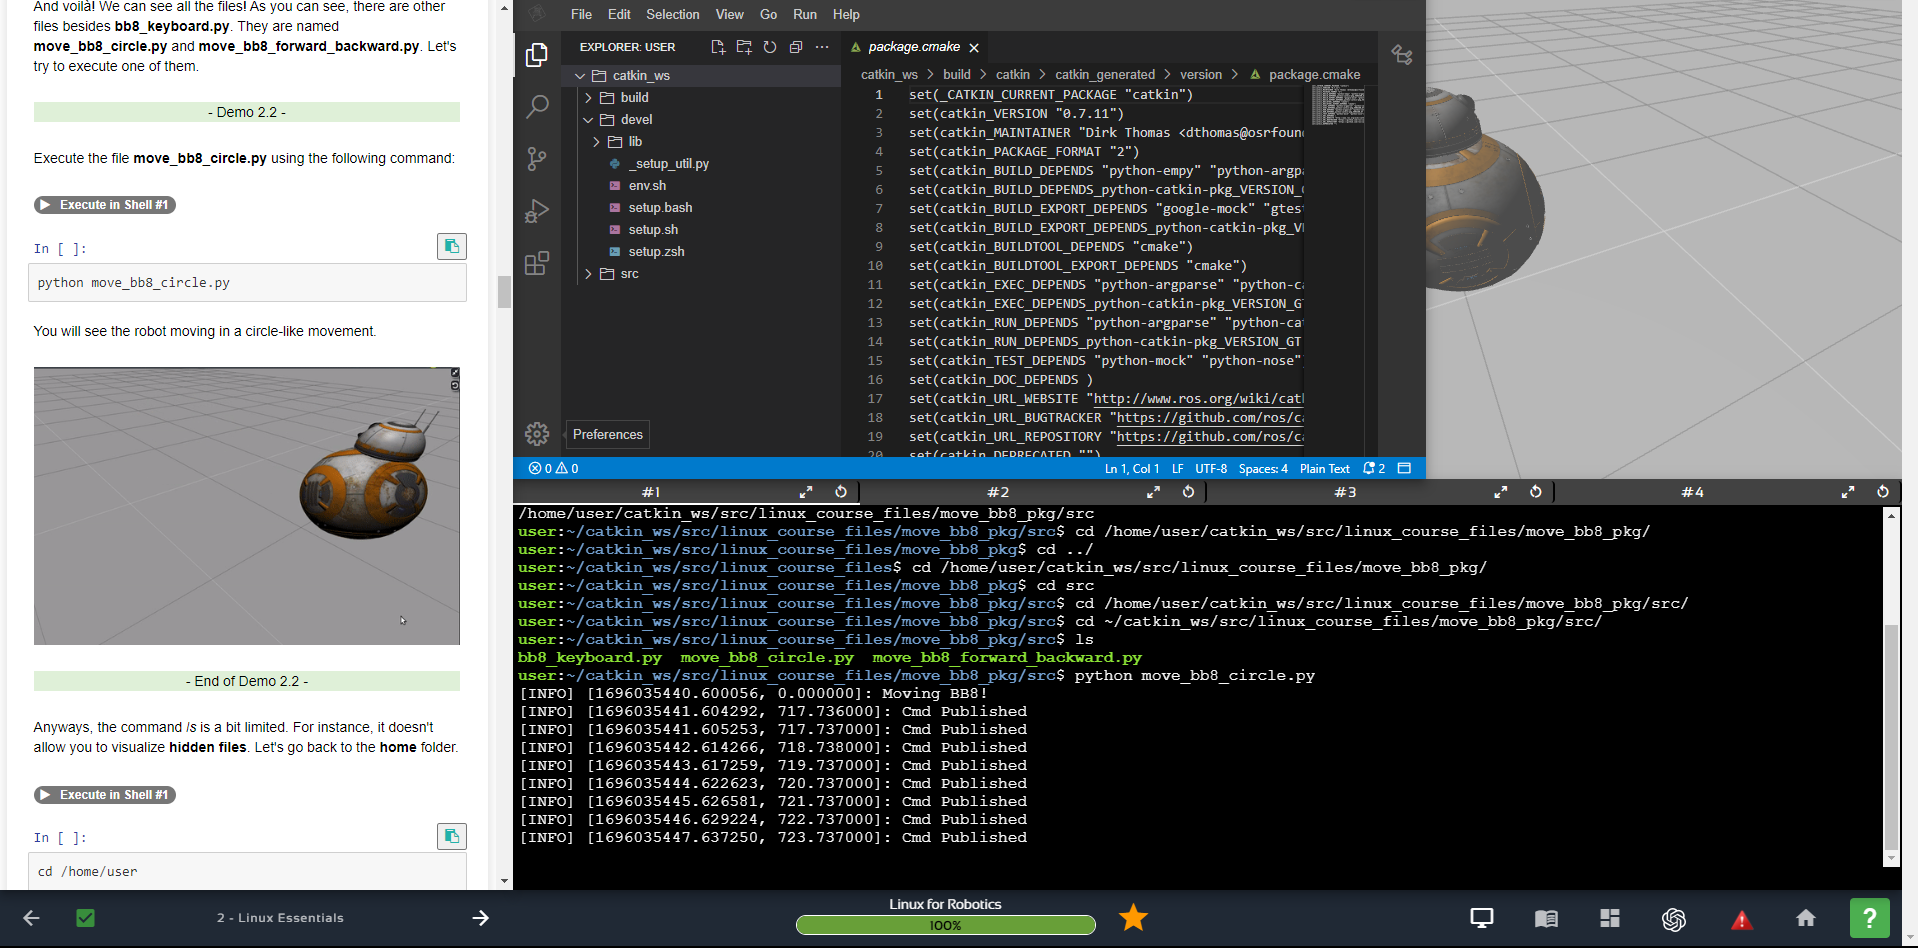 And voilà! We can see all the files! As you can see, there are other
files besides bb8_keyboard.py. They are named
move_bb8_circle.py and move_bb8_forward_backward.py. Let's
try to execute one of them.
- Demo 2.2 -
Execute the file move_bb8_circle.py using the following command:
Execute in Shell #1
In [ ]:
python move_bb8_circle.py
You will see the robot moving in a circle-like movement.
- End of Demo 2.2 -
Anyways, the command ls is a bit limited. For instance, it doesn't
allow you to visualize hidden files. Let's go back to the home folder.
Execute in Shell #1
In [ ]:
cd /home/user
File Edit Selection View Go Run Help
EXPLORER: USER
catkin_ws
build
devel
lib
_setup_util.py
env.sh
setup.bash
setup.sh
setup.zsh
src
Preferences
package.cmake
catkin_ws > build > catkin > catkin_generated > version > package.cmake
1 set(_CATKIN_CURRENT_PACKAGE "catkin")
2 set(catkin_VERSION "0.7.11")
3 set(catkin_MAINTAINER "Dirk Thomas <dthomas@osrfoun
4 set(catkin_PACKAGE_FORMAT "2")
5 set(catkin_BUILD_DEPENDS "python-empy" "python-argpa
6 set(catkin_BUILD_DEPENDS_python-catkin-pkg_VERSION_
7 set(catkin_BUILD_EXPORT_DEPENDS "google-mock" "gtest
8 set(catkin_BUILD_EXPORT_DEPENDS_python-catkin-pkg_VE
9 set(catkin_BUILDTOOL_DEPENDS "cmake")
10 set(catkin_BUILDTOOL_EXPORT_DEPENDS "cmake")
11 set(catkin_EXEC_DEPENDS "python-argparse" "python-ca
12 set(catkin_EXEC_DEPENDS_python-catkin-pkg_VERSION_GT
13 set(catkin_RUN_DEPENDS "python-argparse" "python-cat
14 set(catkin_RUN_DEPENDS_python-catkin-pkg_VERSION_GT
15 set(catkin_TEST_DEPENDS "python-mock" "python-nose"
16 set(catkin_DOC_DEPENDS )
17 set(catkin_URL_WEBSITE "http://www.ros.org/wiki/cat
18 set(catkin_URL_BUGTRACKER "https://github.com/ros/ca
19 set(catkin_URL_REPOSITORY "https://github.com/ros/ca
20 set(catkin_DEPRECATED "")
0 0 Ln 1, Col 1 LF UTF-8 Spaces: 4 Plain Text 2
#1 #2 #3 #4
/home/user/catkin_ws/src/linux_course_files/move_bb8_pkg/src
user:~/catkin_ws/src/linux_course_files/move_bb8_pkg/src$ cd /home/user/catkin_ws/src/linux_course_files/move_bb8_pkg/
user:~/catkin_ws/src/linux_course_files/move_bb8_pkg$ cd ../
user:~/catkin_ws/src/linux_course_files$ cd /home/user/catkin_ws/src/linux_course_files/move_bb8_pkg/
user:~/catkin_ws/src/linux_course_files/move_bb8_pkg$ cd src
user:~/catkin_ws/src/linux_course_files/move_bb8_pkg/src$ cd /home/user/catkin_ws/src/linux_course_files/move_bb8_pkg/src/
user:~/catkin_ws/src/linux_course_files/move_bb8_pkg/src$ cd ~/catkin_ws/src/linux_course_files/move_bb8_pkg/src/
user:~/catkin_ws/src/linux_course_files/move_bb8_pkg/src$ ls
bb8_keyboard.py move_bb8_circle.py move_bb8_forward_backward.py
user:~/catkin_ws/src/linux_course_files/move_bb8_pkg/src$ python move_bb8_circle.py
[INFO] [1696035440.600056, 0.000000]: Moving BB8!
[INFO] [1696035441.604292, 717.736000]: Cmd Published
[INFO] [1696035441.605253, 717.737000]: Cmd Published
[INFO] [1696035442.614266, 718.738000]: Cmd Published
[INFO] [1696035443.617259, 719.737000]: Cmd Published
[INFO] [1696035444.622623, 720.737000]: Cmd Published
[INFO] [1696035445.626581, 721.737000]: Cmd Published
[INFO] [1696035446.629224, 722.737000]: Cmd Published
[INFO] [1696035447.637250, 723.737000]: Cmd Published
2 - Linux Essentials
Linux for Robotics
100%
?